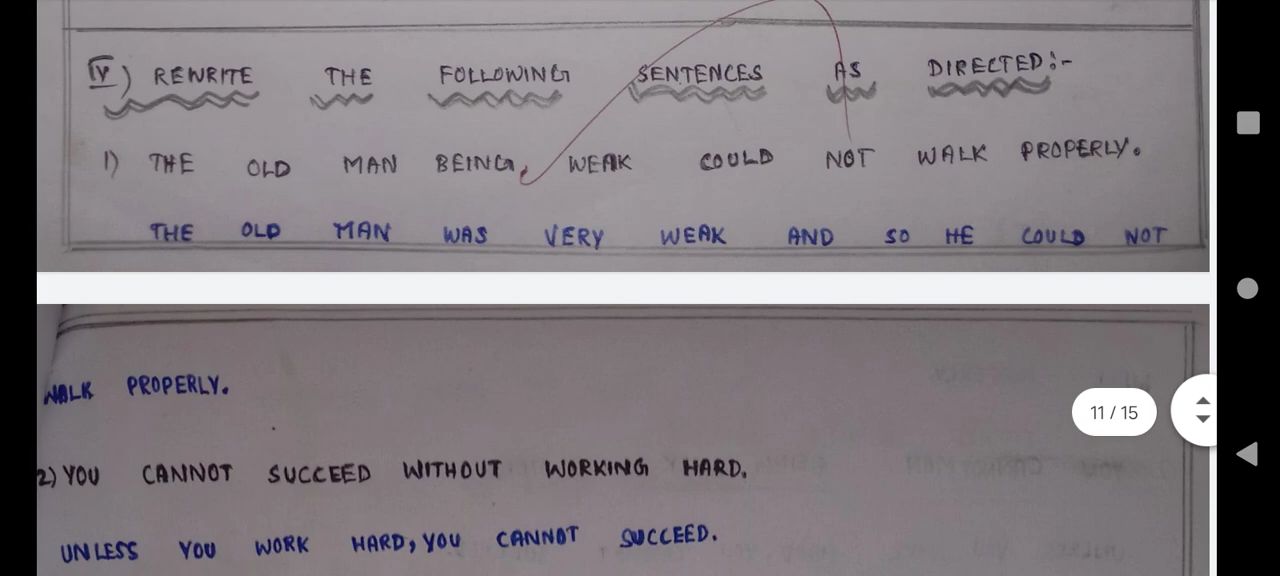 IV) REWRITE THE FOLLOWING SENTENCES AS DIRECTED:-
1) THE OLD MAN BEING WEAK COULD NOT WALK PROPERLY.
THE OLD MAN WAS VERY WEAK AND SO HE COULD NOT
WALK PROPERLY.
11 / 15
2) YOU CANNOT SUCCEED WITHOUT WORKING HARD.
UNLESS YOU WORK HARD, YOU CANNOT SUCCEED.